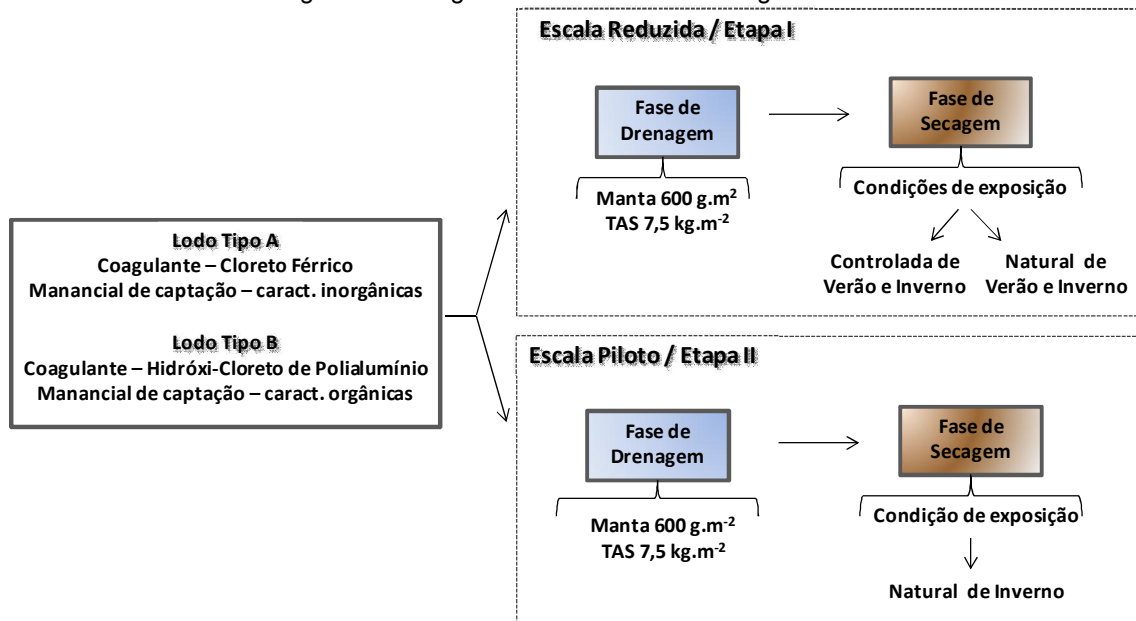 Escala Reduzida / Etapa I
Fase de
Drenagem
Fase de
Secagem
Manta 600 g.m²
TAS 7,5 kg.m⁻²
Condições de exposição
Controlada de
Verão e Inverno
Natural de
Verão e Inverno
Lodo Tipo A
Coagulante – Cloreto Férrico
Manancial de captação – caract. inorgânicas
Lodo Tipo B
Coagulante – Hidróxi-Cloreto de Polialumínio
Manancial de captação – caract. orgânicas
Escala Piloto / Etapa II
Fase de
Drenagem
Fase de
Secagem
Manta 600 g.m⁻²
TAS 7,5 kg.m⁻²
Condição de exposição
Natural de Inverno